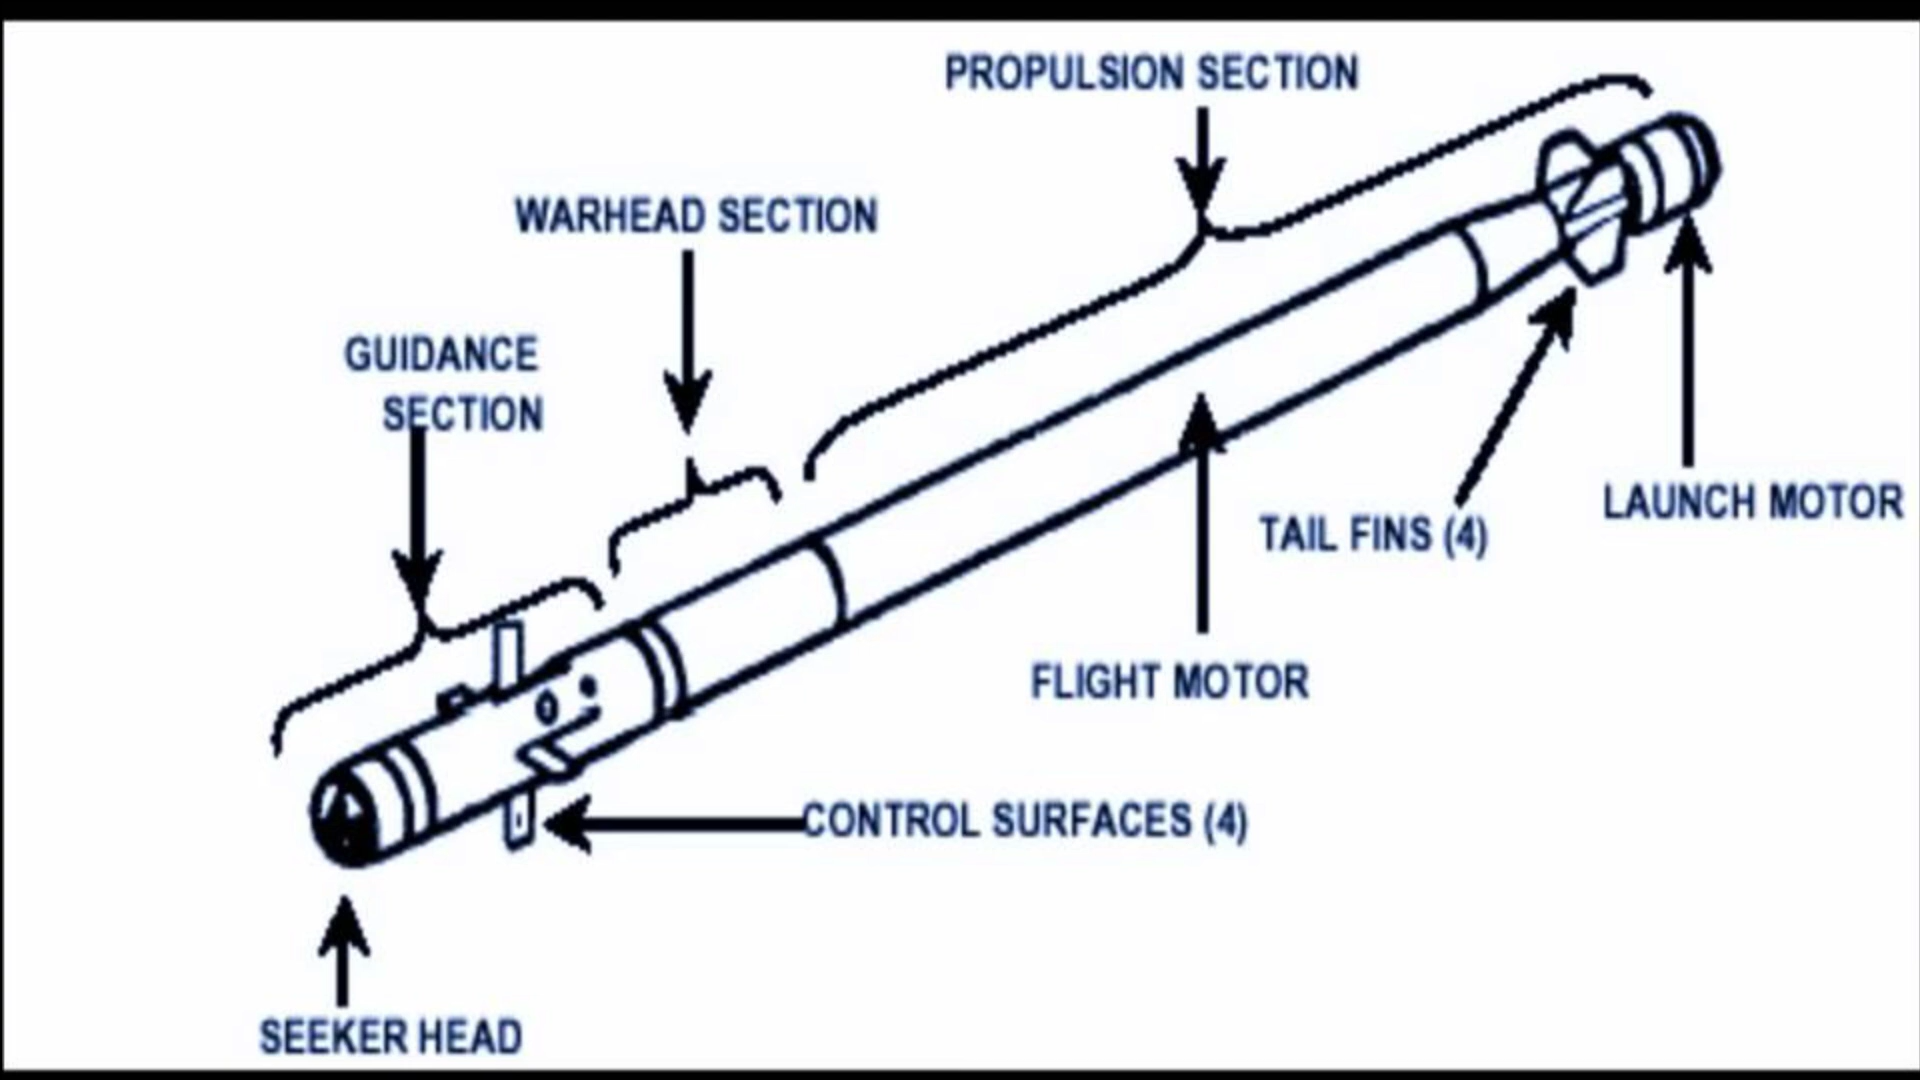 PROPULSION SECTION
WARHEAD SECTION
GUIDANCE
SECTION
LAUNCH MOTOR
TAIL FINS (4)
FLIGHT MOTOR
CONTROL SURFACES (4)
SEEKER HEAD